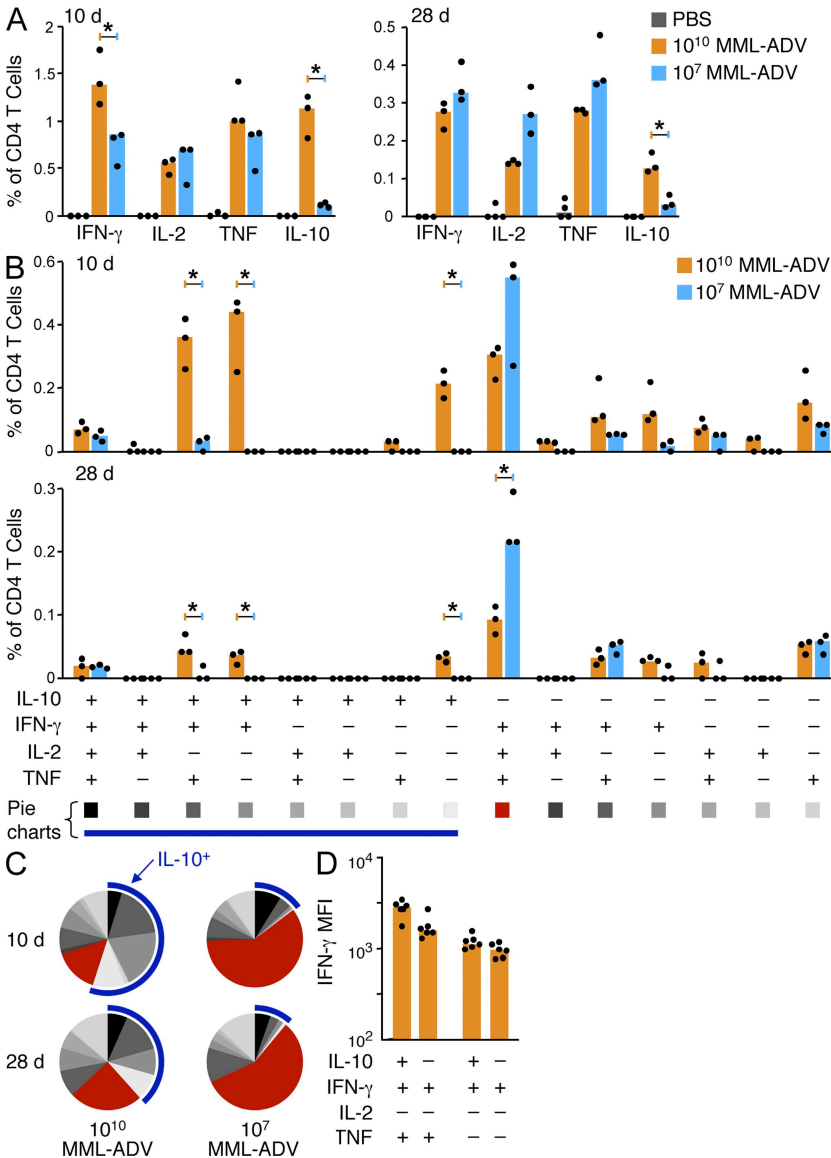 A
10 d
28 d
PBS
10¹⁰ MML-ADV
10⁷ MML-ADV
% of CD4 T Cells
2
1.5
1
0.5
0
IFN-γ IL-2 TNF IL-10
% of CD4 T Cells
0.5
0.4
0.3
0.2
0.1
0
IFN-γ IL-2 TNF IL-10
* * *
B
10 d
10¹⁰ MML-ADV
10⁷ MML-ADV
% of CD4 T Cells
0.6
0.4
0.2
0
* * *
28 d
% of CD4 T Cells
0.3
0.2
0.1
0
* * * *
IL-10 + + + + + + + + – – – – – – –
IFN-γ + + + + – – – – + + + + – – –
IL-2 + + – – + + – – + + – – + + –
TNF + – + – + – + – + – + – + – +
Pie
charts
C
IL-10⁺
10 d
28 d
10¹⁰
MML-ADV
10⁷
MML-ADV
D
IFN-γ MFI
10⁴
10³
10²
IL-10 + – + –
IFN-γ + + + +
IL-2 – – – –
TNF + + – –